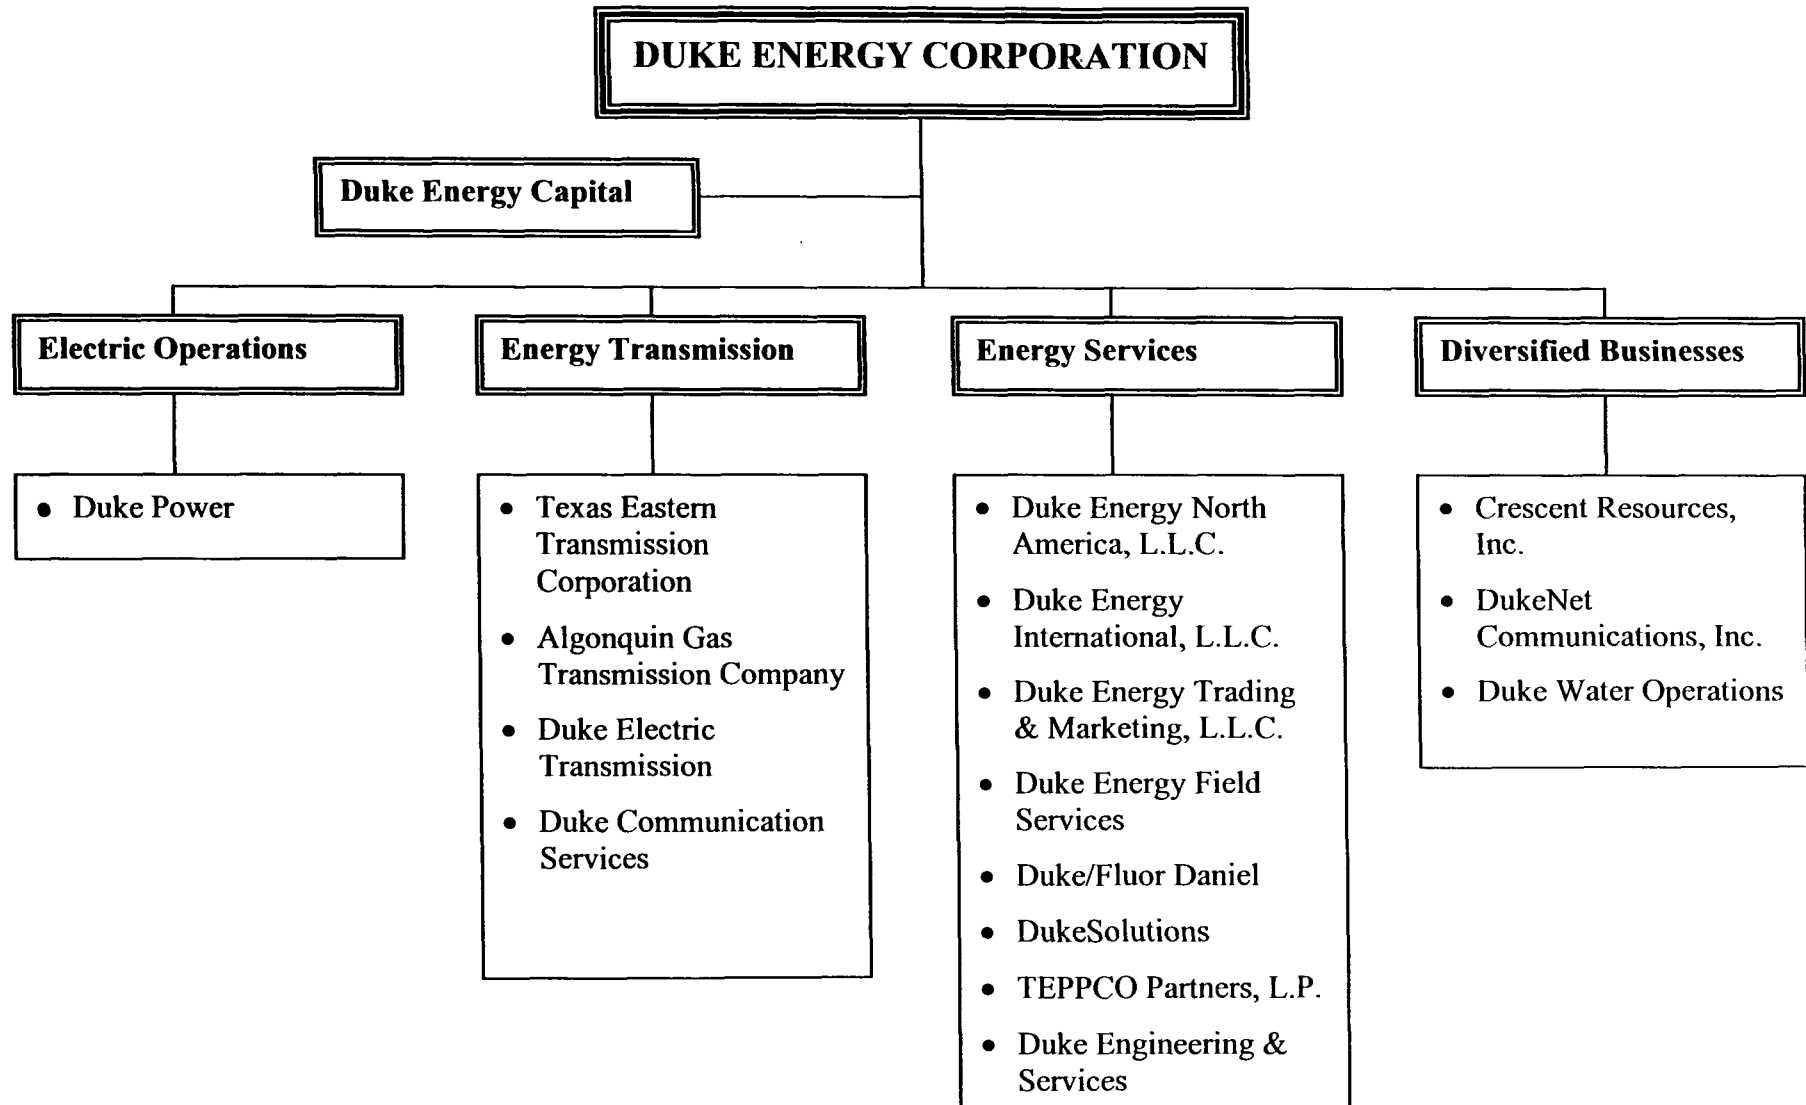 DUKE ENERGY CORPORATION
Duke Energy Capital
Electric Operations
• Duke Power
Energy Transmission
• Texas Eastern
Transmission
Corporation
• Algonquin Gas
Transmission Company
• Duke Electric
Transmission
• Duke Communication
Services
Energy Services
• Duke Energy North
America, L.L.C.
• Duke Energy
International, L.L.C.
• Duke Energy Trading
& Marketing, L.L.C.
• Duke Energy Field
Services
• Duke/Fluor Daniel
• DukeSolutions
• TEPPCO Partners, L.P.
• Duke Engineering &
Services
Diversified Businesses
• Crescent Resources,
Inc.
• DukeNet
Communications, Inc.
• Duke Water Operations